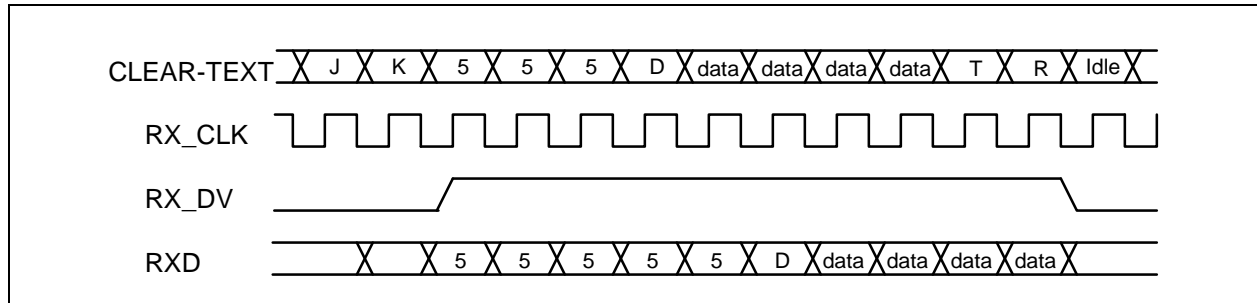 CLEAR-TEXT J K 5 5 5 D data data data data T R Idle
RX_CLK
RX_DV
RXD 5 5 5 5 5 D data data data data